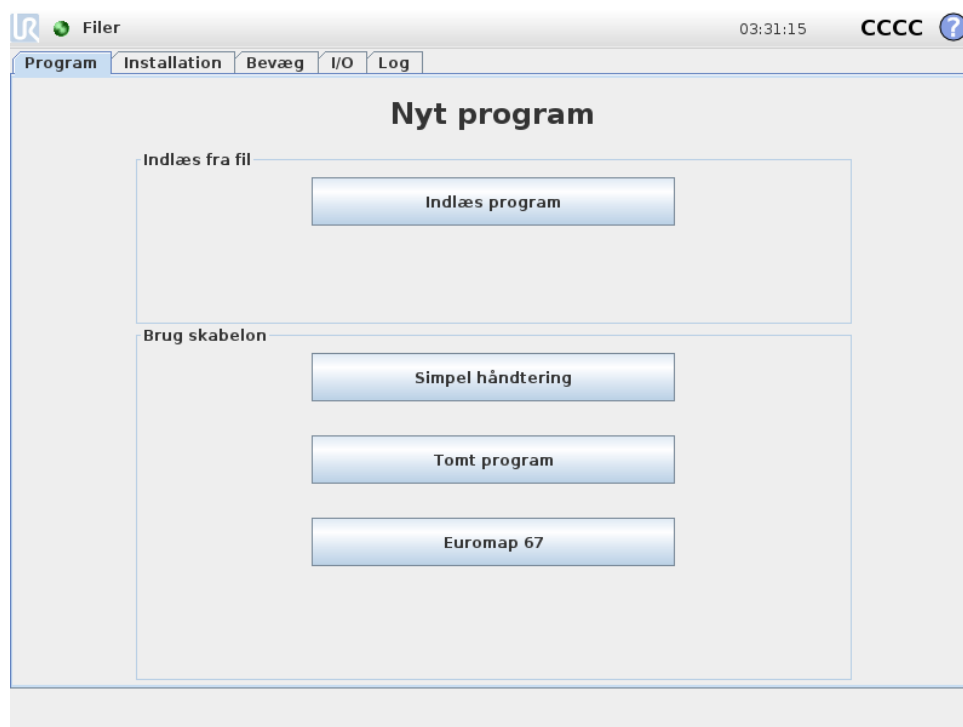 UR Filer 03:31:15 CCCC ?
Program Installation Bevæg I/O Log
Nyt program
Indlæs fra fil
Indlæs program
Brug skabelon
Simpel håndtering
Tomt program
Euromap 67